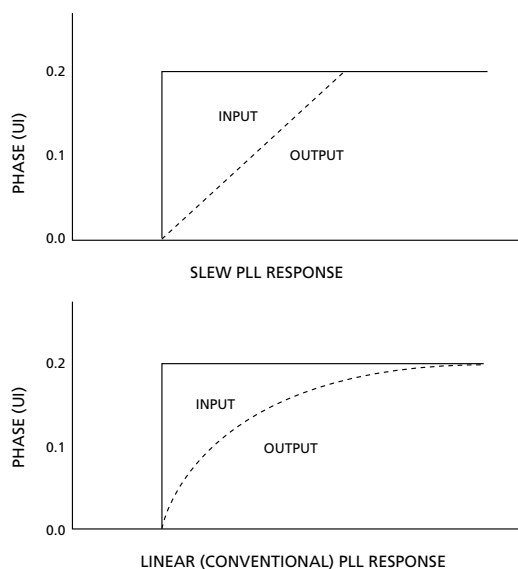 PHASE (UI)
0.2
INPUT
0.1
OUTPUT
0.0
SLEW PLL RESPONSE
PHASE (UI)
0.2
INPUT
0.1
OUTPUT
0.0
LINEAR (CONVENTIONAL) PLL RESPONSE